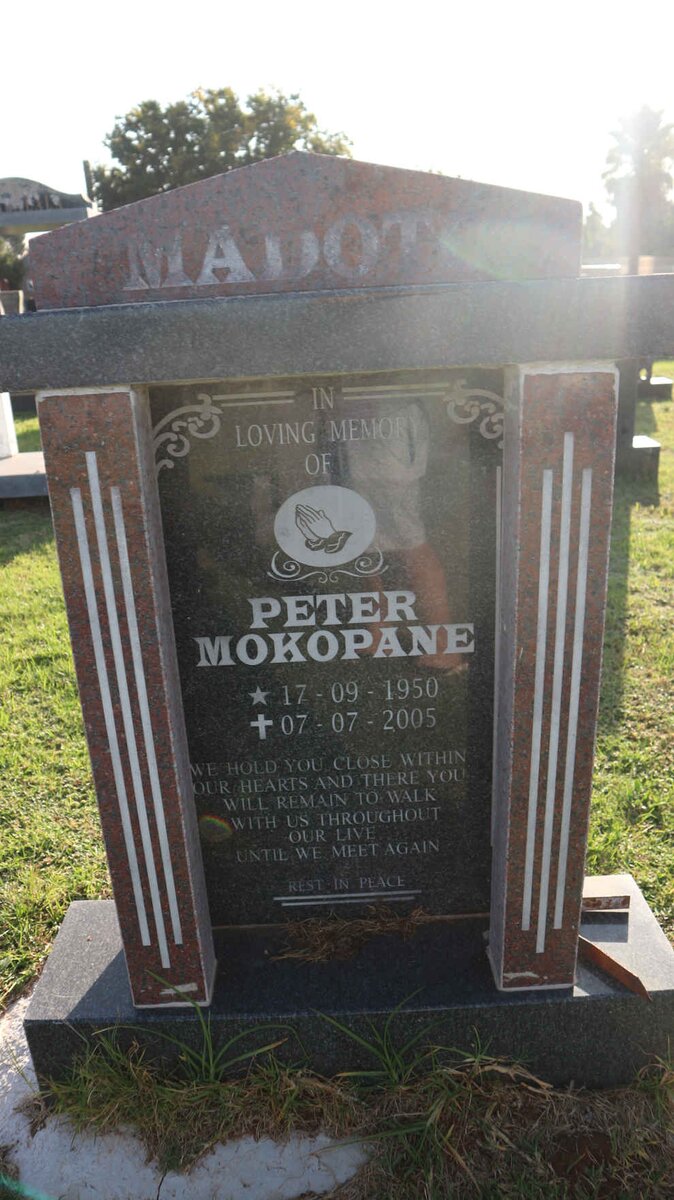 IN
LOVING MEMORY
OF
PETER
MOKOPANE
17 - 09 - 1950
07 - 07 - 2005
WE HOLD YOU CLOSE WITHIN
OUR HEARTS AND THERE YOU
WILL REMAIN TO WALK
WITH US THROUGHOUT
OUR LIVE
UNTIL WE MEET AGAIN
REST IN PEACE